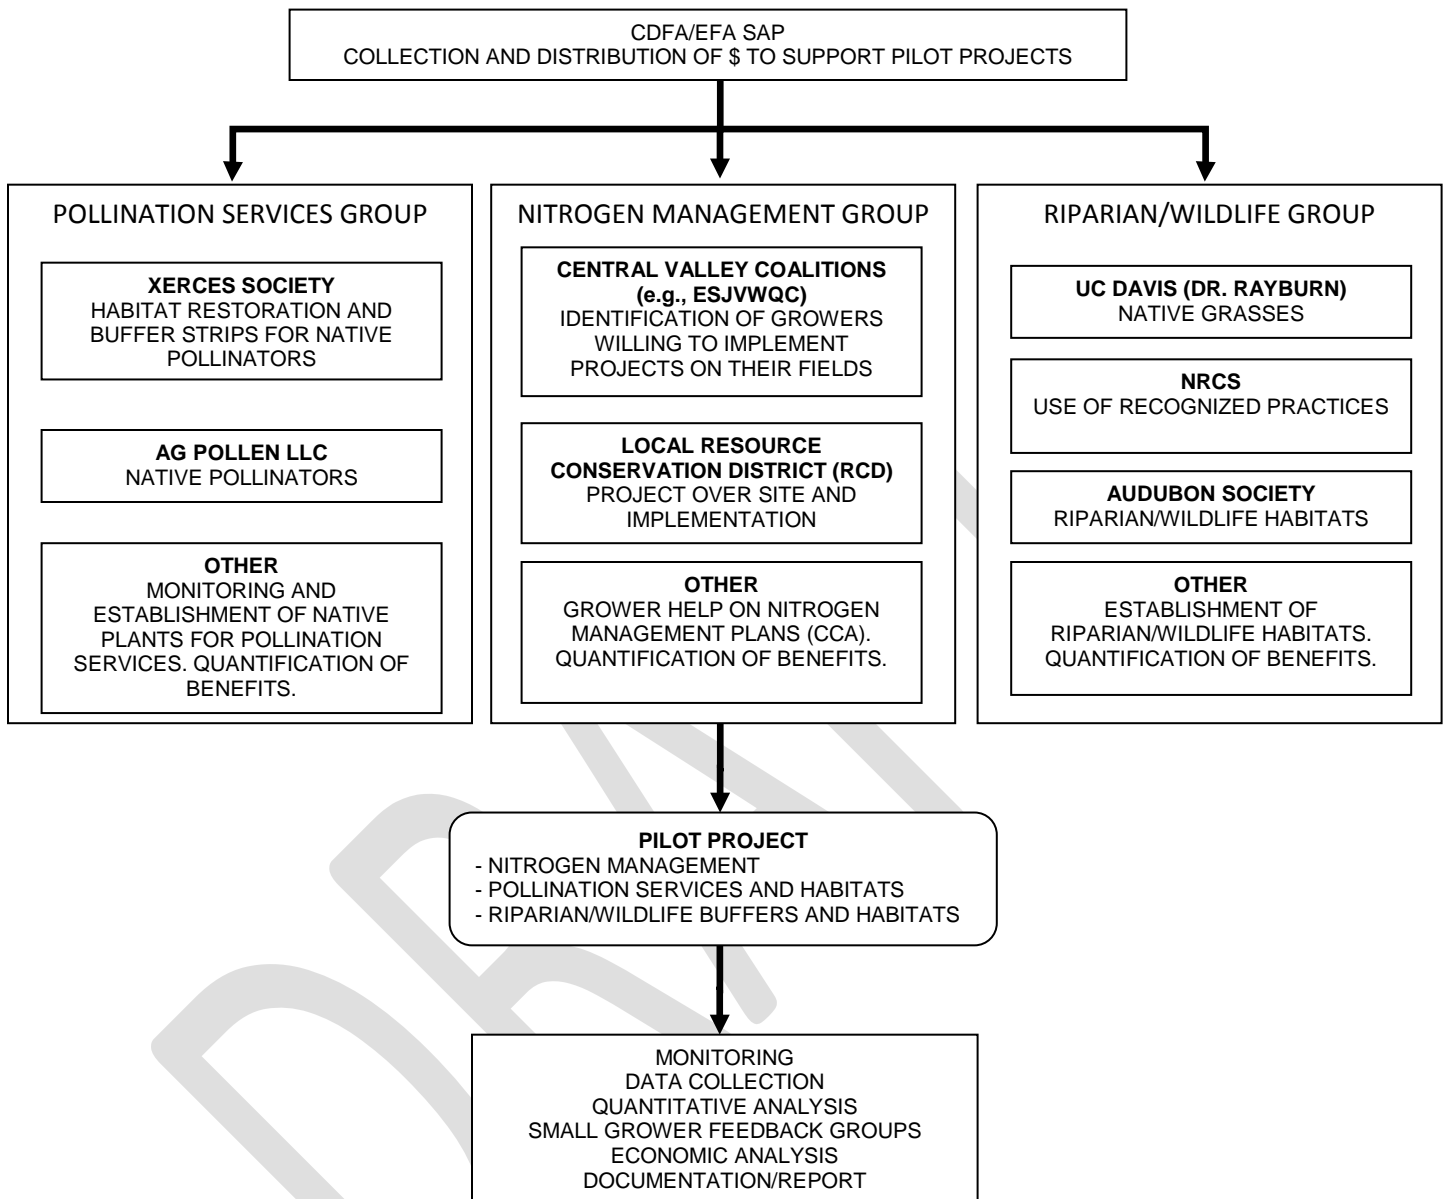 CDFA/EFA SAP
COLLECTION AND DISTRIBUTION OF $ TO SUPPORT PILOT PROJECTS
POLLINATION SERVICES GROUP
XERCES SOCIETY
HABITAT RESTORATION AND
BUFFER STRIPS FOR NATIVE
POLLINATORS
AG POLLEN LLC
NATIVE POLLINATORS
OTHER
MONITORING AND
ESTABLISHMENT OF NATIVE
PLANTS FOR POLLINATION
SERVICES. QUANTIFICATION OF
BENEFITS.
NITROGEN MANAGEMENT GROUP
CENTRAL VALLEY COALITIONS
(e.g., ESJVWQC)
IDENTIFICATION OF GROWERS
WILLING TO IMPLEMENT
PROJECTS ON THEIR FIELDS
LOCAL RESOURCE
CONSERVATION DISTRICT (RCD)
PROJECT OVER SITE AND
IMPLEMENTATION
OTHER
GROWER HELP ON NITROGEN
MANAGEMENT PLANS (CCA).
QUANTIFICATION OF BENEFITS.
RIPARIAN/WILDLIFE GROUP
UC DAVIS (DR. RAYBURN)
NATIVE GRASSES
NRCS
USE OF RECOGNIZED PRACTICES
AUDUBON SOCIETY
RIPARIAN/WILDLIFE HABITATS
OTHER
ESTABLISHMENT OF
RIPARIAN/WILDLIFE HABITATS.
QUANTIFICATION OF BENEFITS.
PILOT PROJECT
- NITROGEN MANAGEMENT
- POLLINATION SERVICES AND HABITATS
- RIPARIAN/WILDLIFE BUFFERS AND HABITATS
MONITORING
DATA COLLECTION
QUANTITATIVE ANALYSIS
SMALL GROWER FEEDBACK GROUPS
ECONOMIC ANALYSIS
DOCUMENTATION/REPORT